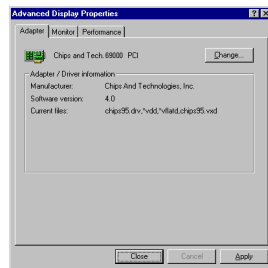 Advanced Display Properties
Adapter Monitor Performance
Chips and Tech. 69000 PCI
Change...
Adapter / Driver information
Manufacturer: Chips And Technologies, Inc.
Software version: 4.0
Current files: chips95.drv,*vdd,*vflatd,chips95.vxd
Close Cancel Apply